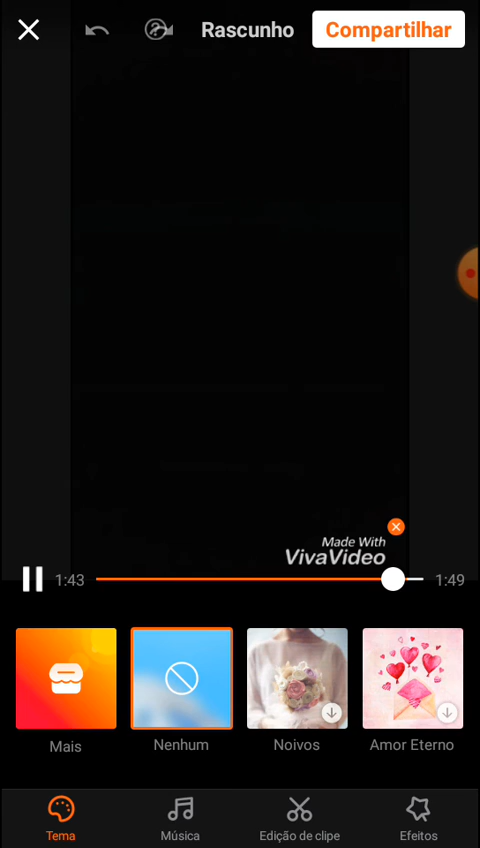 Rascunho
Compartilhar
Made With
VivaVideo
1:43
1:49
Mais
Nenhum
Noivos
Amor Eterno
Tema
Música
Edição de clipe
Efeitos